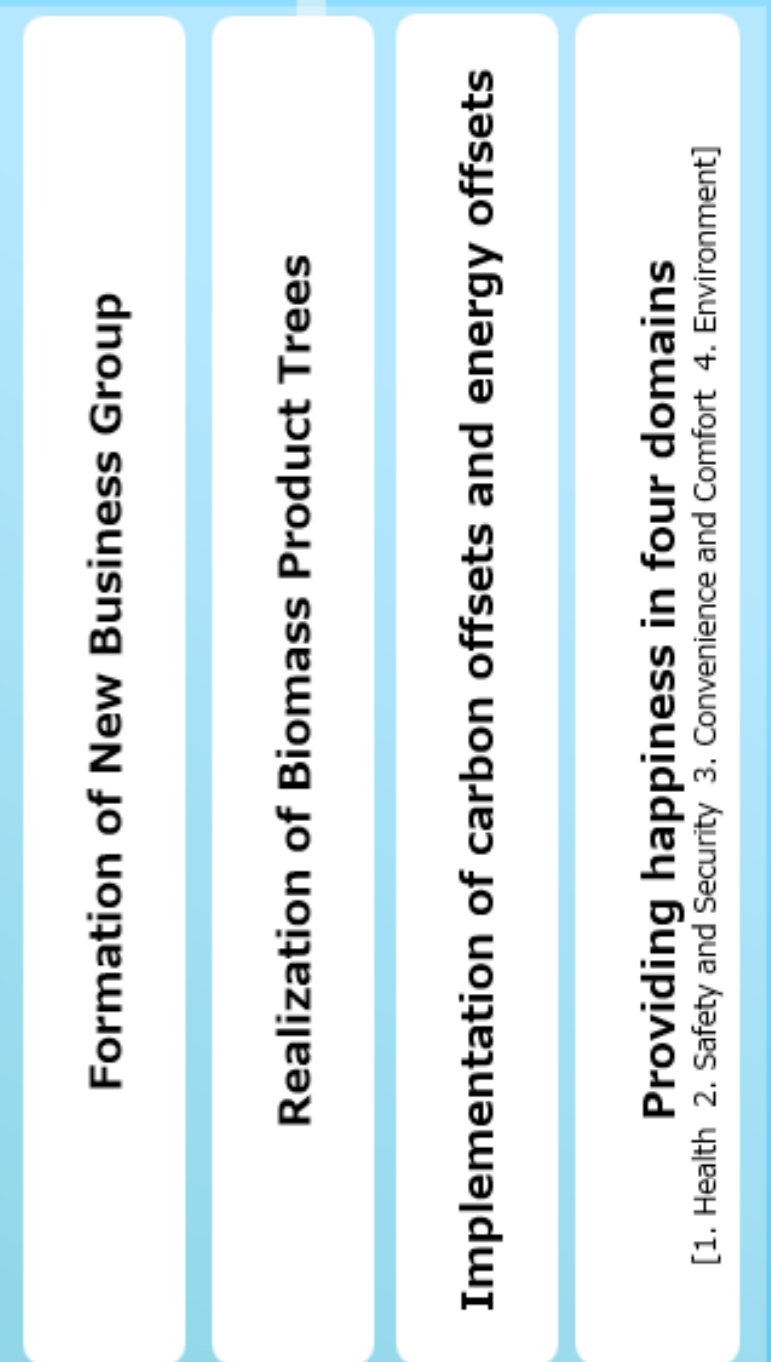 Formation of New Business Group
Realization of Biomass Product Trees
Implementation of carbon offsets and energy offsets
Providing happiness in four domains
[1. Health 2. Safety and Security 3. Convenience and Comfort 4. Environment]